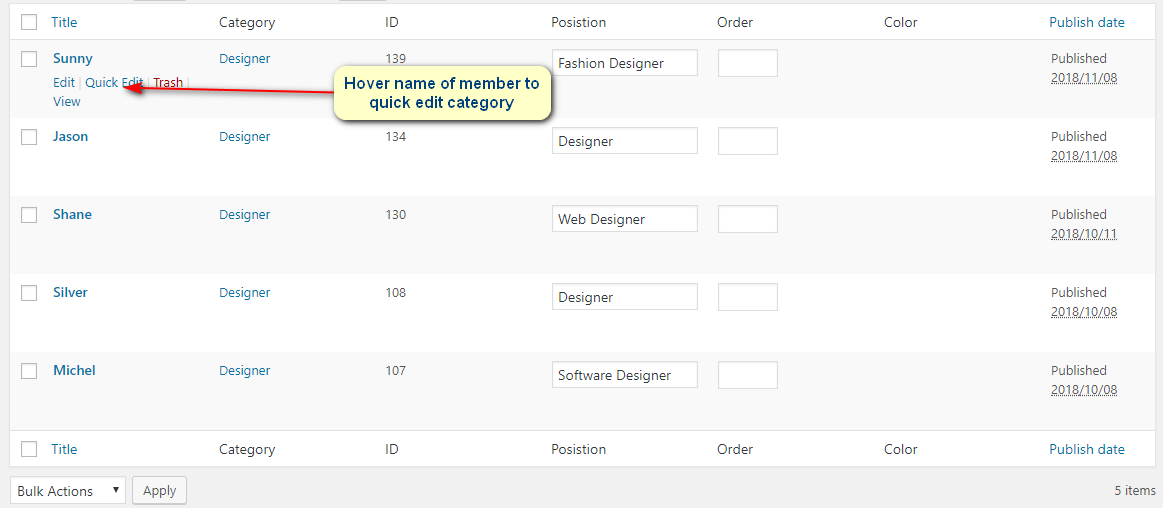 Title Category ID Posistion Order Color Publish date
Sunny Designer 139 Fashion Designer Published
Edit | Quick Edit | Trash | 2018/11/08
View
Hover name of member to
quick edit category
Jason Designer 134 Designer Published
2018/11/08
Shane Designer 130 Web Designer Published
2018/10/11
Silver Designer 108 Designer Published
2018/10/08
Michel Designer 107 Software Designer Published
2018/10/08
Title Category ID Posistion Order Color Publish date
Bulk Actions Apply 5 items